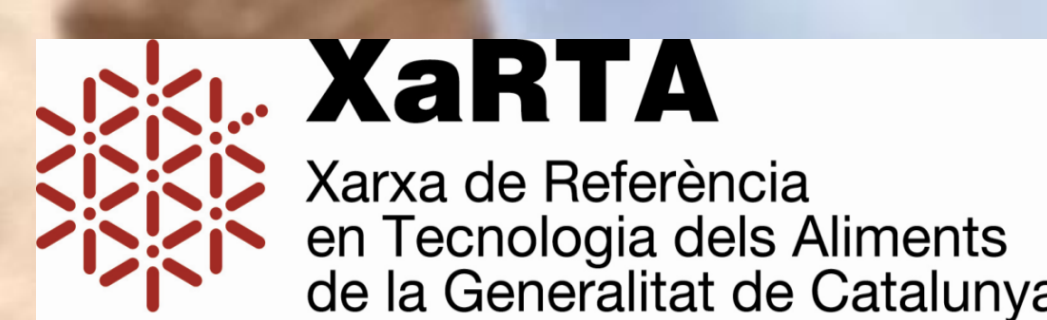 XaRTA
Xarxa de Referència
en Tecnologia dels Aliments
de la Generalitat de Catalunya